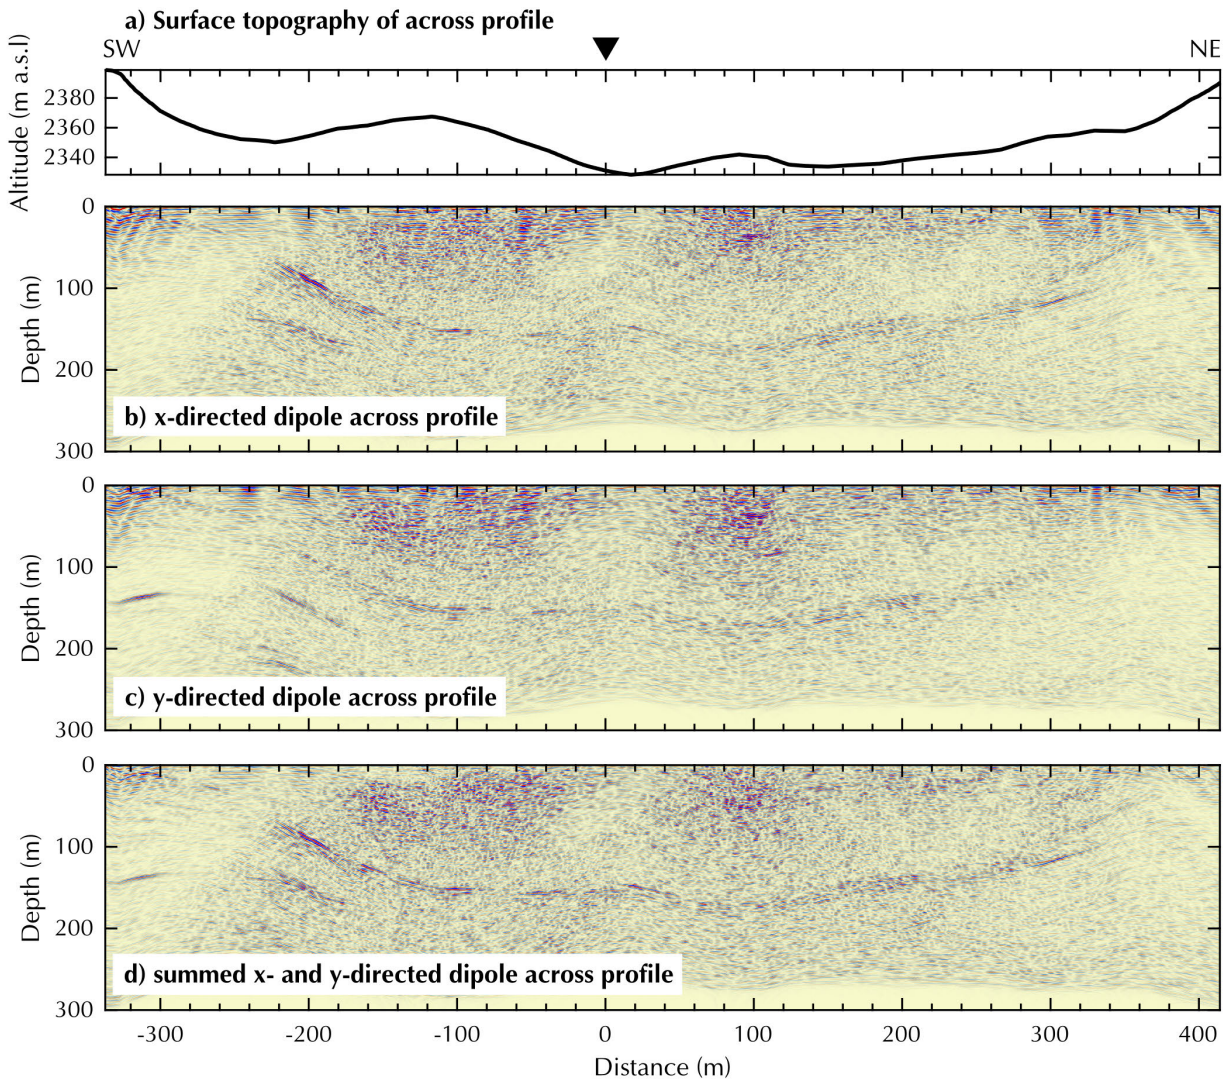 a) Surface topography of across profile
SW
NE
Altitude (m a.s.l)
2380
2360
2340
0
100
200
300
Depth (m)
b) x-directed dipole across profile
0
100
200
300
Depth (m)
c) y-directed dipole across profile
0
100
200
300
Depth (m)
d) summed x- and y-directed dipole across profile
-300 -200 -100 0 100 200 300 400
Distance (m)